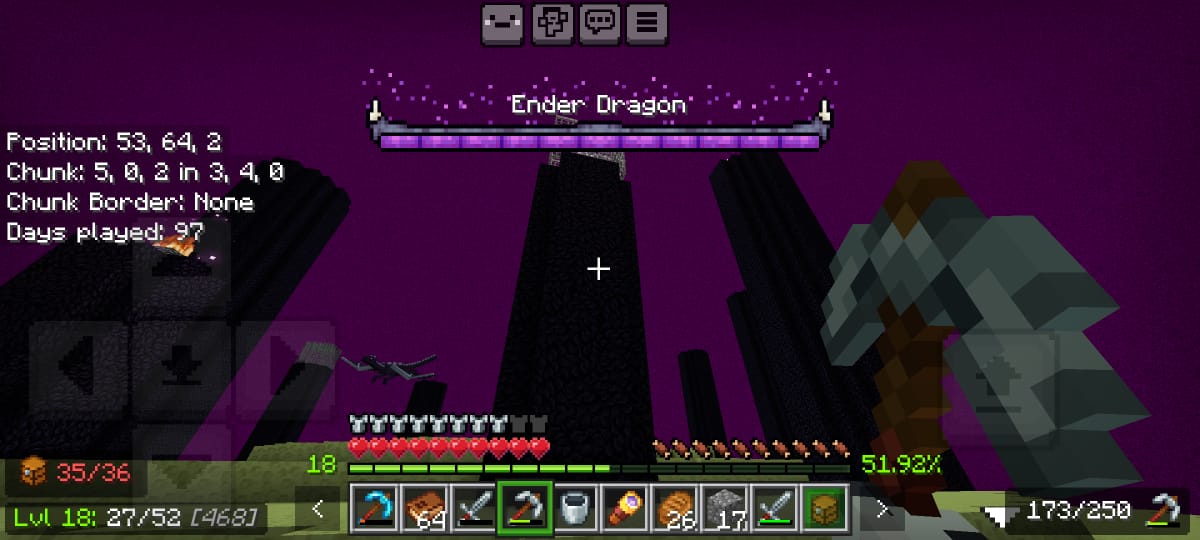 Ender Dragon
Position: 53, 64, 2
Chunk: 5, 0, 2 in 3, 4, 0
Chunk Border: None
Days played: 97
18
51.92%
35/36
Lvl 18: 27/52 [468]
<
64
26
17
>
173/250